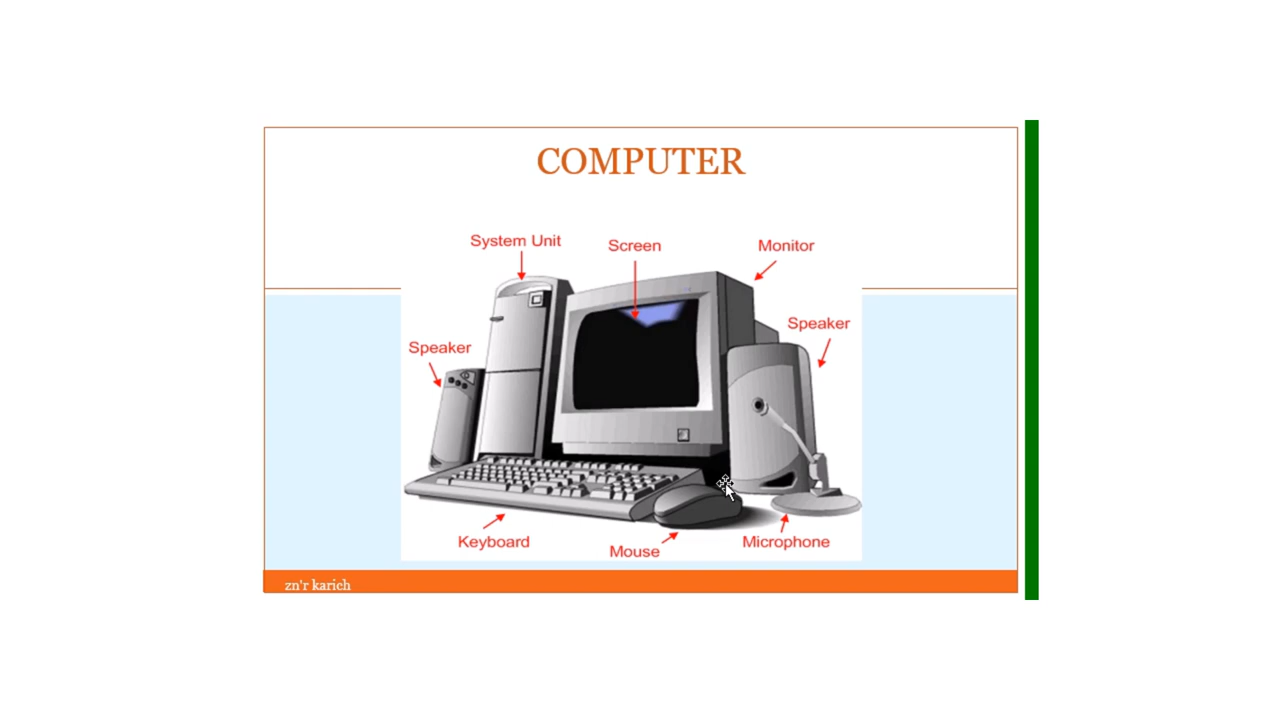 COMPUTER
System Unit
Screen
Monitor
Speaker
Speaker
Keyboard
Mouse
Microphone
zn'r karich